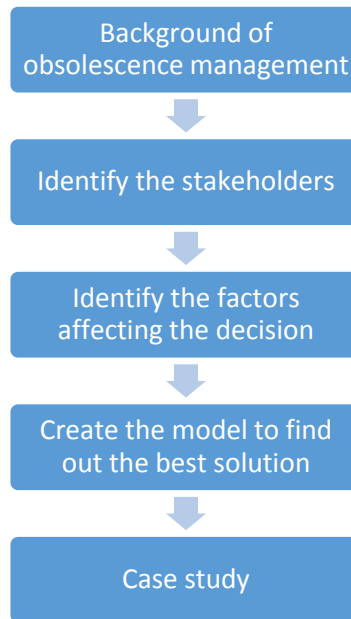 Background of
obsolescence management
Identify the stakeholders
Identify the factors
affecting the decision
Create the model to find
out the best solution
Case study